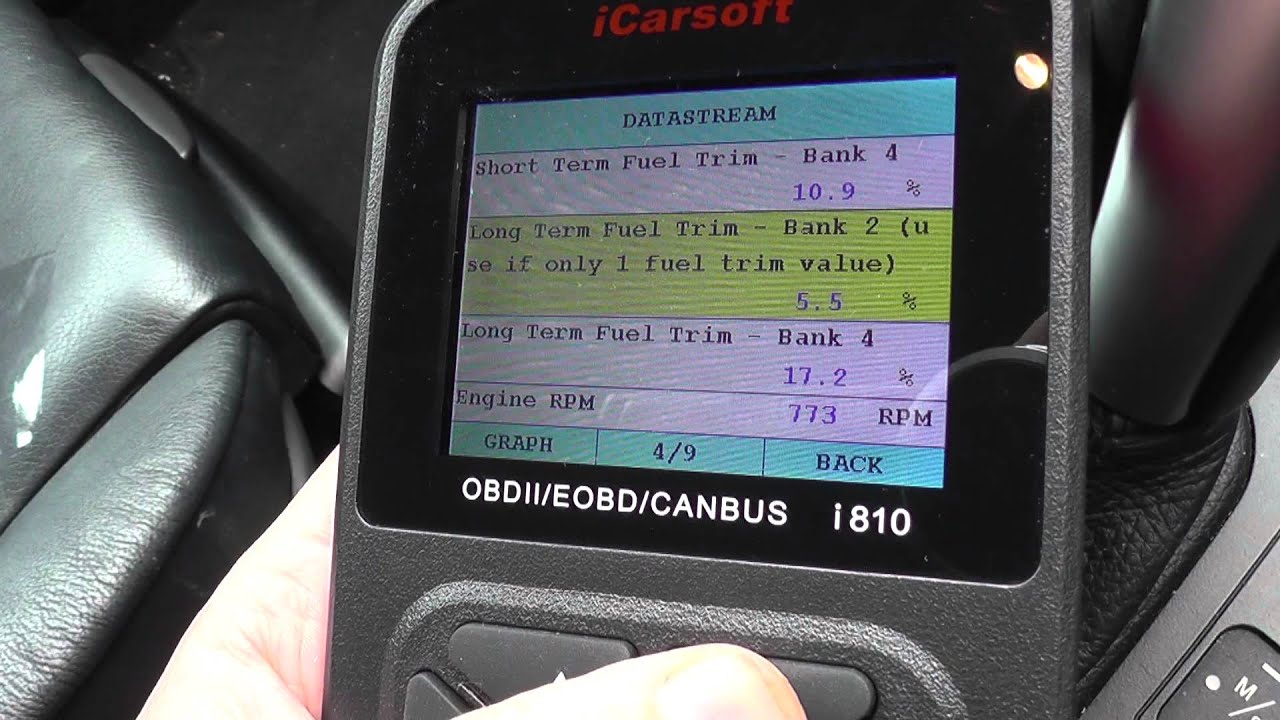 iCarsoft
DATASTREAM
Short Term Fuel Trim - Bank 4
10.9 %
Long Term Fuel Trim - Bank 2 (u
se if only 1 fuel trim value)
5.5 %
Long Term Fuel Trim - Bank 4
17.2 %
Engine RPM 773 RPM
GRAPH 4/9 BACK
OBDII/EOBD/CANBUS i810
M/